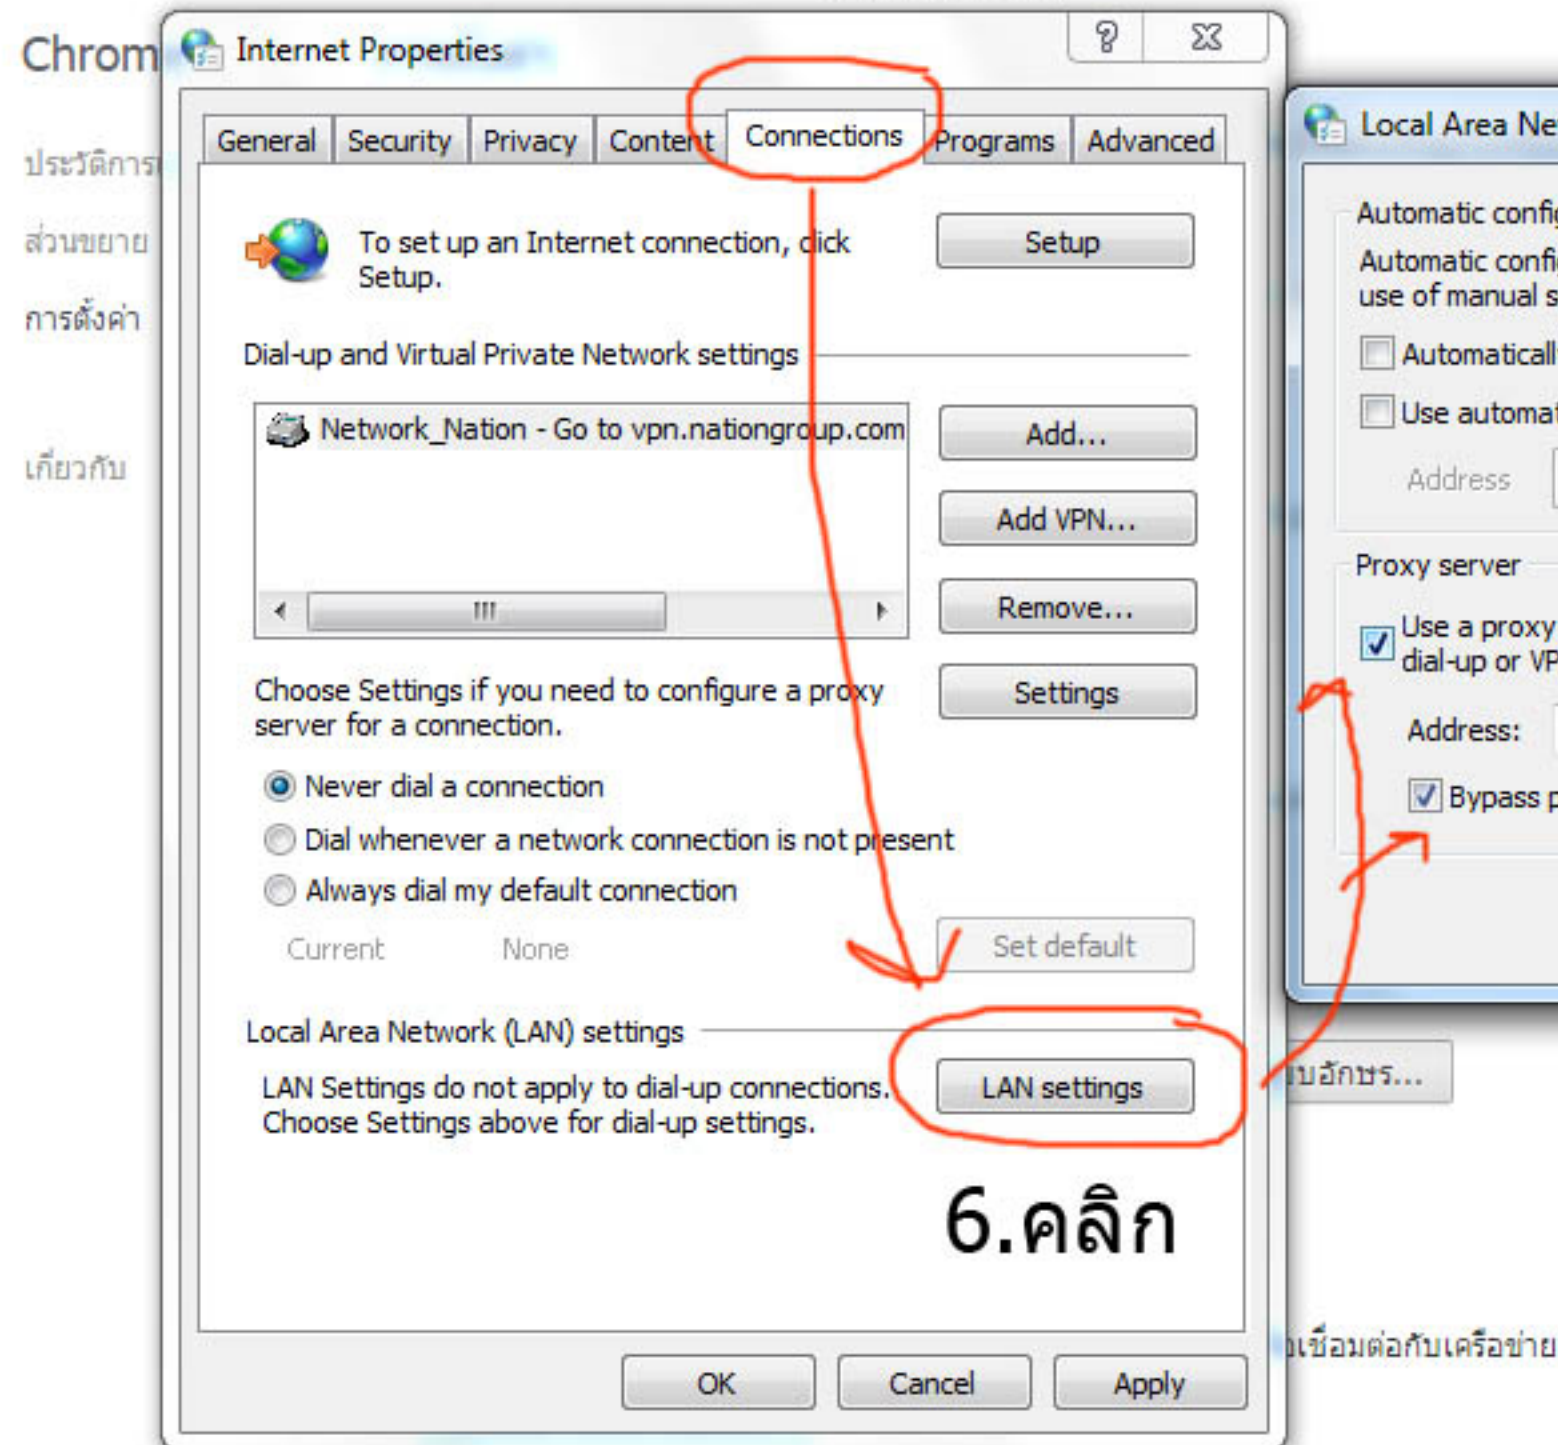 Chrom
ประวัติการ
ส่วนขยาย
การตั้งค่า
เกี่ยวกับ
Internet Properties
General Security Privacy Content Connections Programs Advanced
To set up an Internet connection, click
Setup.
Setup
Dial-up and Virtual Private Network settings
Network_Nation - Go to vpn.nationgroup.com
Add...
Add VPN...
Remove...
Choose Settings if you need to configure a proxy
server for a connection.
Settings
Never dial a connection
Dial whenever a network connection is not present
Always dial my default connection
Current None
Set default
Local Area Network (LAN) settings
LAN Settings do not apply to dial-up connections.
Choose Settings above for dial-up settings.
LAN settings
6.คลิก
OK Cancel Apply
Local Area Ne
Automatic config
Automatic confi
use of manual s
Automaticall
Use automat
Address
Proxy server
Use a proxy
dial-up or VP
Address:
Bypass p
บอักษร...
เชื่อมต่อกับเครือข่าย